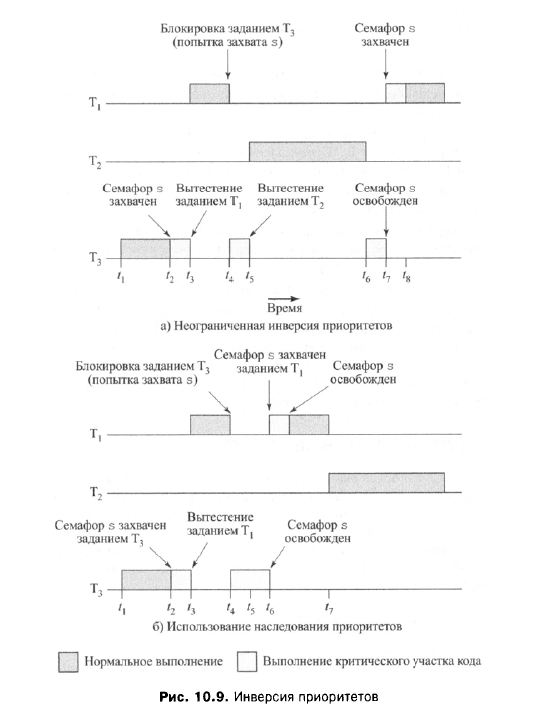 Блокировка заданием T3
(попытка захвата s)
Семафор s
захвачен
T1
T2
Семафор s
захвачен
Вытестение
заданием T1
Вытестение
заданием T2
Семафор s
освобожден
T3
t1 t2 t3 t4 t5 t6 t7 t8
Время
а) Неограниченная инверсия приоритетов
Блокировка заданием T3
(попытка захвата s)
Семафор s захвачен
заданием T1
Семафор s
освобожден
T1
T2
Семафор s захвачен
заданием T3
Вытестение
заданием T1
Семафор s
освобожден
T3
t1 t2 t3 t4 t5 t6 t7
б) Использование наследования приоритетов
Нормальное выполнение
Выполнение критического участка кода
Рис. 10.9. Инверсия приоритетов